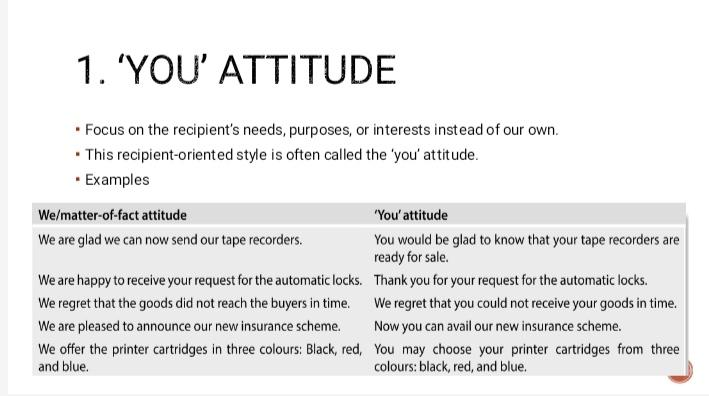 1. ‘YOU’ ATTITUDE
▪ Focus on the recipient's needs, purposes, or interests instead of our own.
▪ This recipient-oriented style is often called the ‘you’ attitude.
▪ Examples
We/matter-of-fact attitude ‘You’ attitude
We are glad we can now send our tape recorders. You would be glad to know that your tape recorders are
ready for sale.
We are happy to receive your request for the automatic locks. Thank you for your request for the automatic locks.
We regret that the goods did not reach the buyers in time. We regret that you could not receive your goods in time.
We are pleased to announce our new insurance scheme. Now you can avail our new insurance scheme.
We offer the printer cartridges in three colours: Black, red, You may choose your printer cartridges from three
and blue. colours: black, red, and blue.